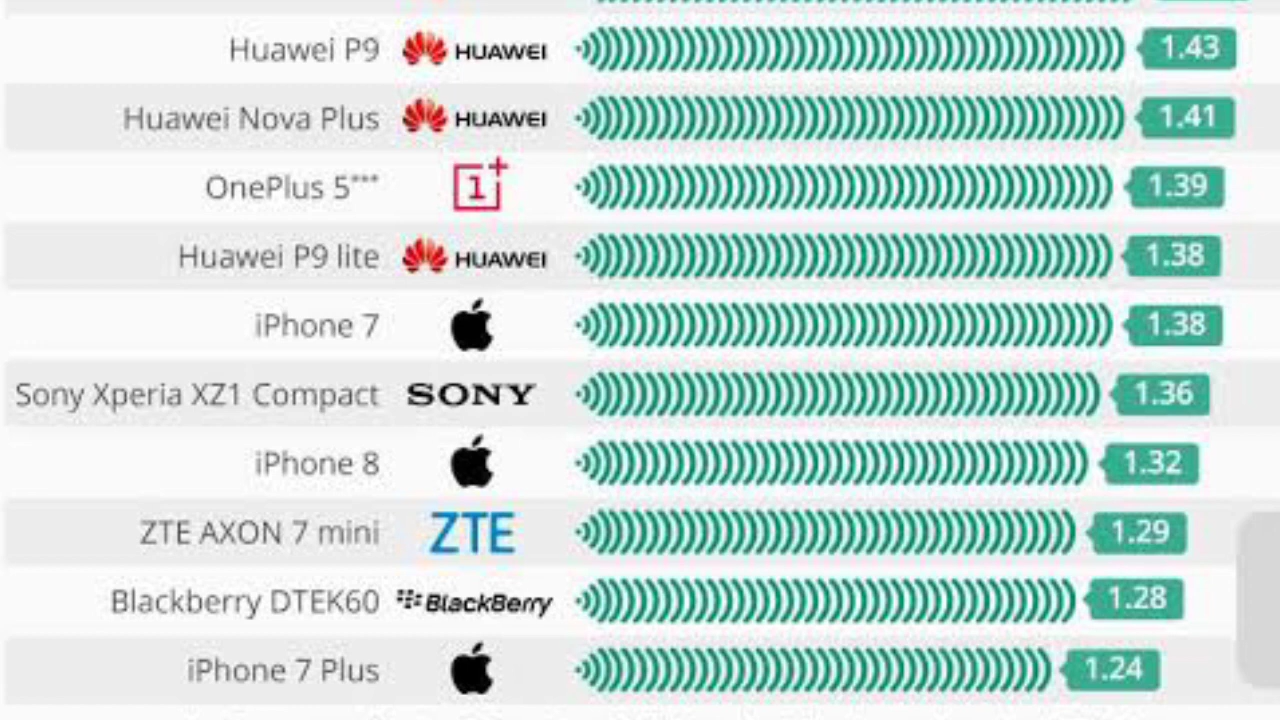 Huawei P9 HUAWEI 1.43
Huawei Nova Plus HUAWEI 1.41
OnePlus 5*** 1+ 1.39
Huawei P9 lite HUAWEI 1.38
iPhone 7 1.38
Sony Xperia XZ1 Compact SONY 1.36
iPhone 8 1.32
ZTE AXON 7 mini ZTE 1.29
Blackberry DTEK60 BlackBerry 1.28
iPhone 7 Plus 1.24